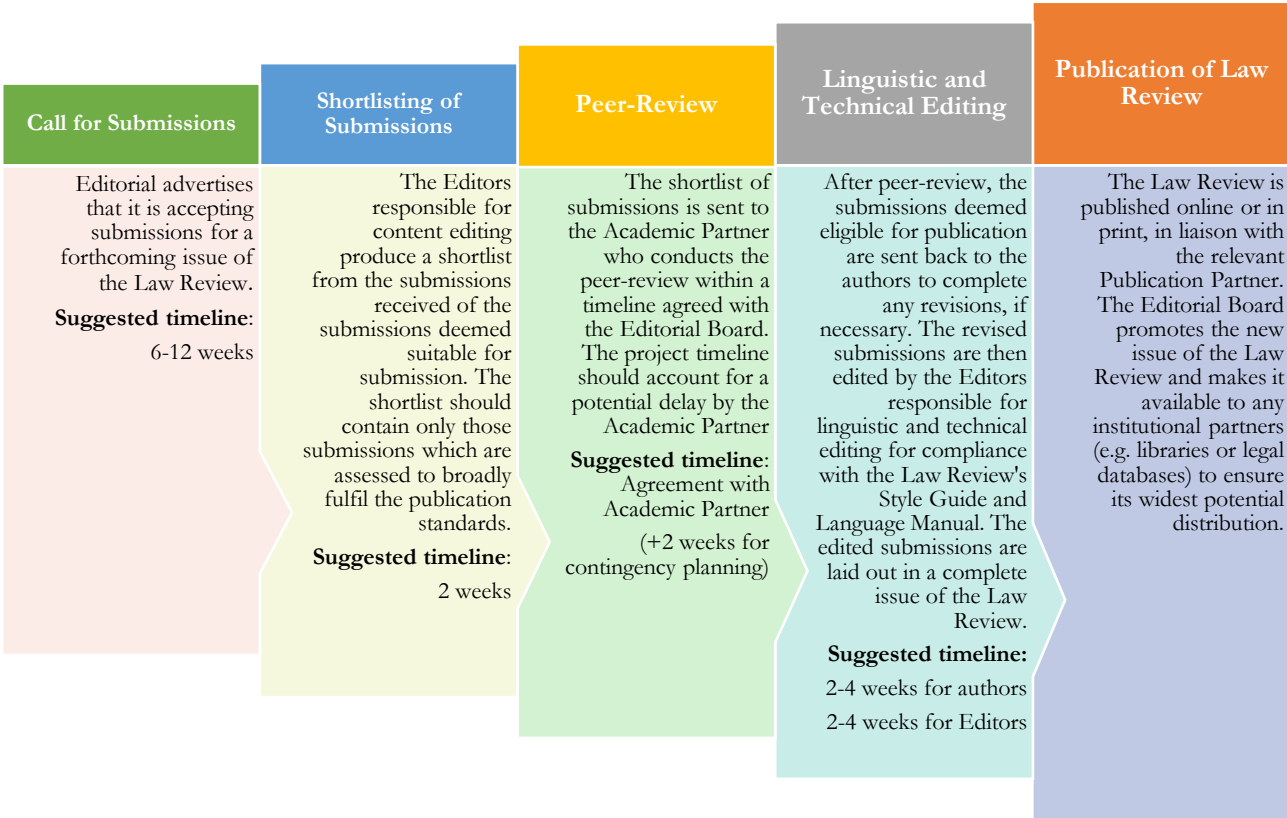 Call for Submissions
Editorial advertises
that it is accepting
submissions for a
forthcoming issue of
the Law Review.
Suggested timeline:
6-12 weeks
Shortlisting of
Submissions
The Editors
responsible for
content editing
produce a shortlist
from the submissions
received of the
submissions deemed
suitable for
submission. The
shortlist should
contain only those
submissions which are
assessed to broadly
fulfil the publication
standards.
Suggested timeline:
2 weeks
Peer-Review
The shortlist of
submissions is sent to
the Academic Partner
who conducts the
peer-review within a
timeline agreed with
the Editorial Board.
The project timeline
should account for a
potential delay by the
Academic Partner
Suggested timeline:
Agreement with
Academic Partner
(+2 weeks for
contingency planning)
Linguistic and
Technical Editing
After peer-review, the
submissions deemed
eligible for publication
are sent back to the
authors to complete
any revisions, if
necessary. The revised
submissions are then
edited by the Editors
responsible for
linguistic and technical
editing for compliance
with the Law Review's
Style Guide and
Language Manual. The
edited submissions are
laid out in a complete
issue of the Law
Review.
Suggested timeline:
2-4 weeks for authors
2-4 weeks for Editors
Publication of Law
Review
The Law Review is
published online or in
print, in liaison with
the relevant
Publication Partner.
The Editorial Board
promotes the new
issue of the Law
Review and makes it
available to any
institutional partners
(e.g. libraries or legal
databases) to ensure
its widest potential
distribution.